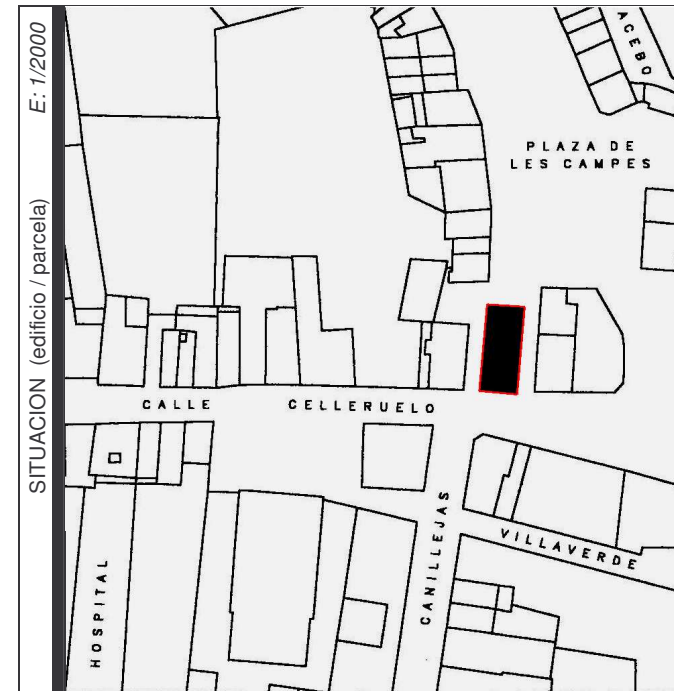 SITUACION (edificio / parcela) E: 1/2000
ACEBO
PLAZA DE
LES CAMPES
CALLE CELLERUELO
CANILLEJAS
VILLAVERDE
HOSPITAL